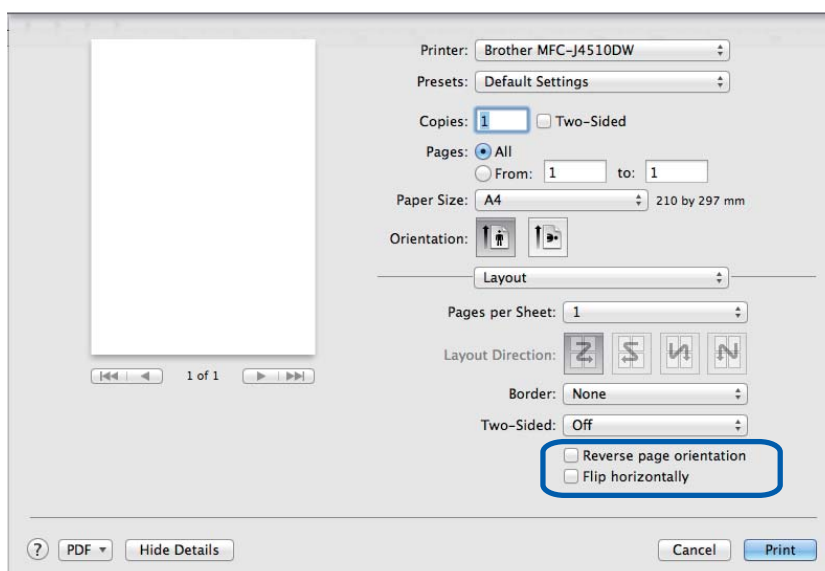 Printer: Brother MFC-J4510DW
Presets: Default Settings
Copies: 1 Two-Sided
Pages: All
From: 1 to: 1
Paper Size: A4 210 by 297 mm
Orientation:
Layout
Pages per Sheet: 1
Layout Direction:
1 of 1
Border: None
Two-Sided: Off
Reverse page orientation
Flip horizontally
? PDF Hide Details Cancel Print